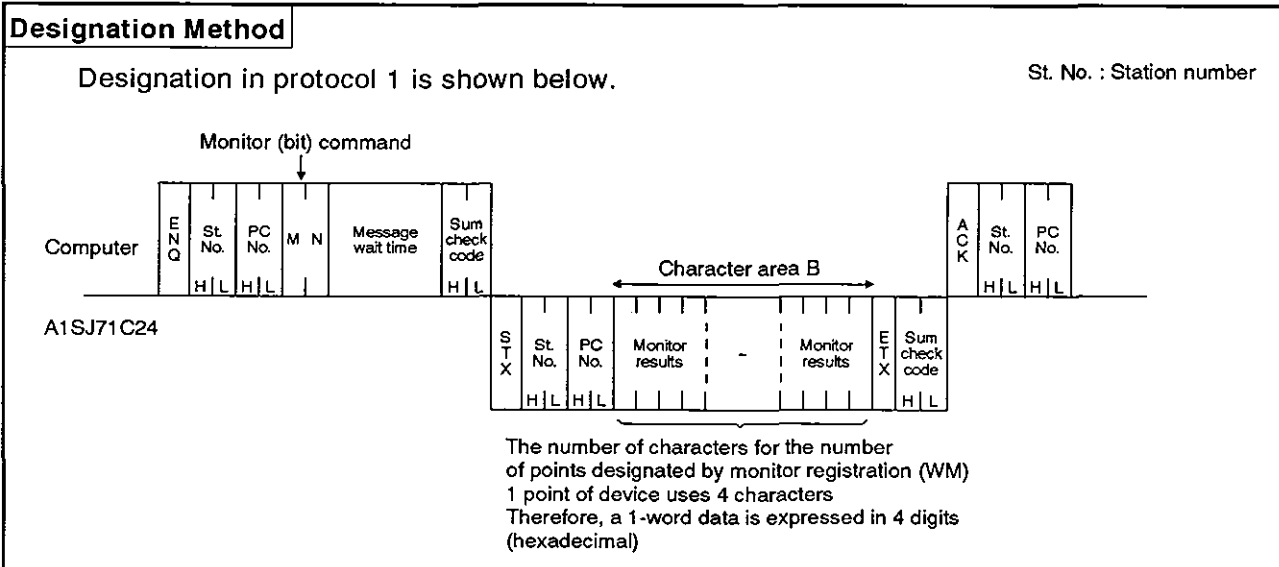 Designation Method
Designation in protocol 1 is shown below.
St. No. : Station number
Monitor (bit) command
Computer
ENQ
St. No.
H L
PC No.
H L
M N
Message wait time
Sum check code
H L
Character area B
ACK
St. No.
H L
PC No.
H L
A1SJ71C24
STX
St. No.
H L
PC No.
H L
Monitor results
-
Monitor results
ETX
Sum check code
H L
The number of characters for the number
of points designated by monitor registration (WM)
1 point of device uses 4 characters
Therefore, a 1-word data is expressed in 4 digits
(hexadecimal)